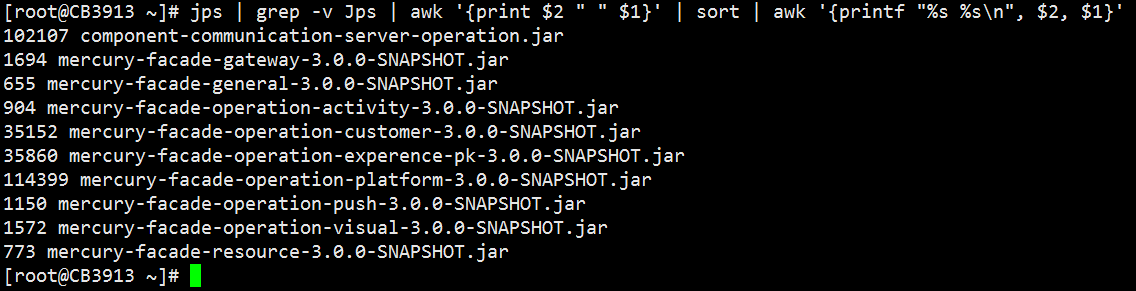 [root@CB3913 ~]# jps | grep -v Jps | awk '{print $2 " " $1}' | sort | awk '{printf "%s %s\n", $2, $1}'
102107 component-communication-server-operation.jar
1694 mercury-facade-gateway-3.0.0-SNAPSHOT.jar
655 mercury-facade-general-3.0.0-SNAPSHOT.jar
904 mercury-facade-operation-activity-3.0.0-SNAPSHOT.jar
35152 mercury-facade-operation-customer-3.0.0-SNAPSHOT.jar
35860 mercury-facade-operation-experence-pk-3.0.0-SNAPSHOT.jar
114399 mercury-facade-operation-platform-3.0.0-SNAPSHOT.jar
1150 mercury-facade-operation-push-3.0.0-SNAPSHOT.jar
1572 mercury-facade-operation-visual-3.0.0-SNAPSHOT.jar
773 mercury-facade-resource-3.0.0-SNAPSHOT.jar
[root@CB3913 ~]#